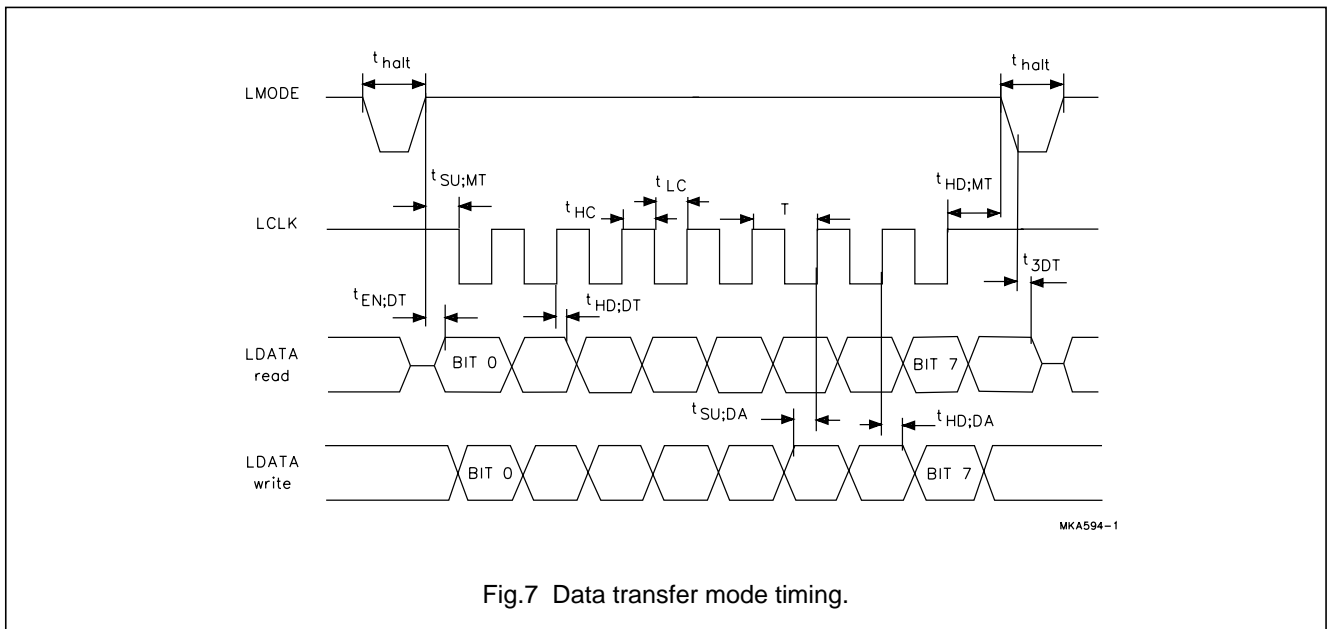 t halt
t halt
LMODE
t SU;MT
t LC
t HD;MT
t HC
T
LCLK
t 3DT
t EN;DT
t HD;DT
LDATA
read
BIT 0
BIT 7
t SU;DA
t HD;DA
LDATA
write
BIT 0
BIT 7
MKA594-1
Fig.7 Data transfer mode timing.